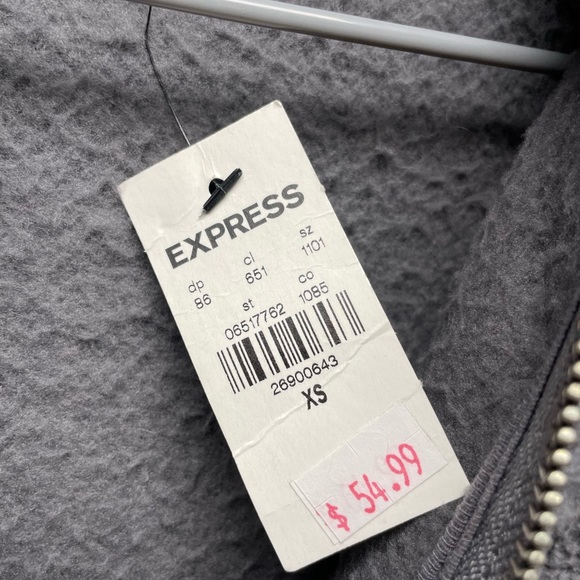 EXPRESS
dp cl sz
86 651 1101
st co
06517762 1085
26900643
XS
$ 54.99